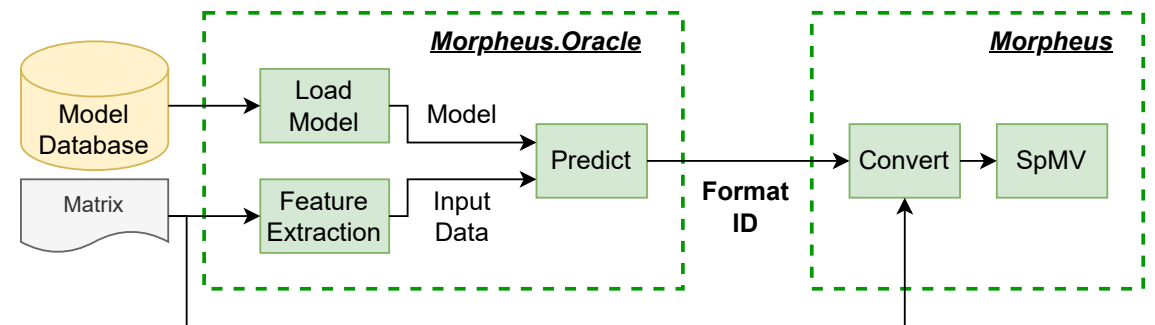 Morpheus.Oracle
Morpheus
Model
Database
Load
Model
Model
Predict
Convert
SpMV
Matrix
Feature
Extraction
Input
Data
Format
ID